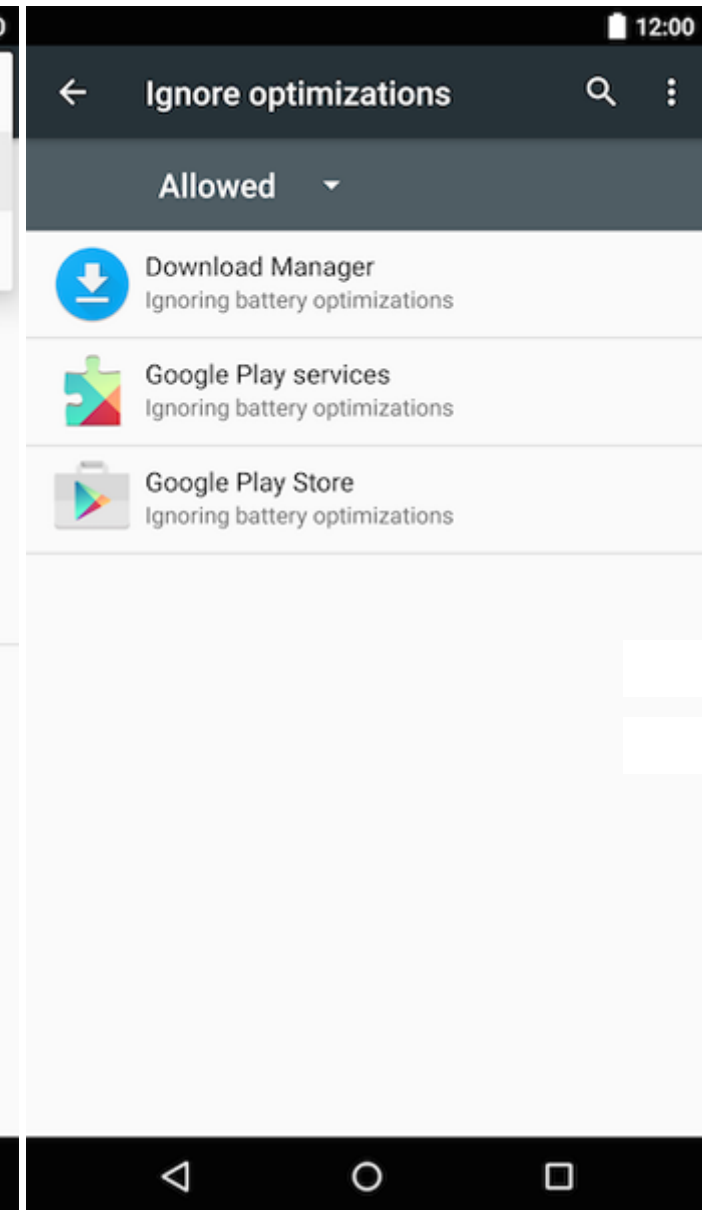 12:00
Ignore optimizations
Allowed
Download Manager
Ignoring battery optimizations
Google Play services
Ignoring battery optimizations
Google Play Store
Ignoring battery optimizations